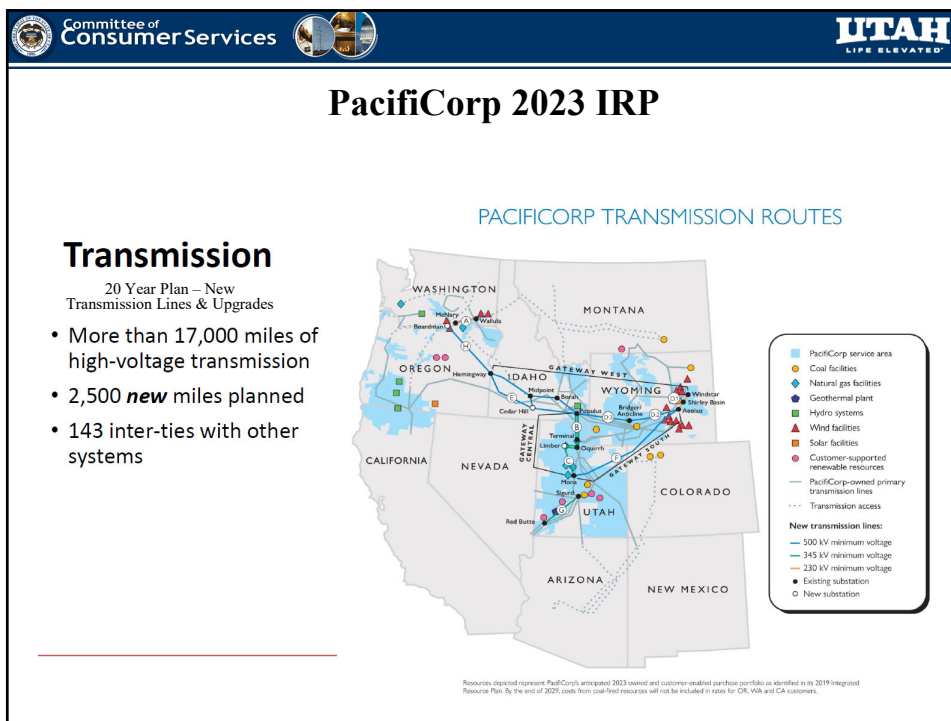 Committee of
Consumer Services
UTAH
LIFE ELEVATED
PacifiCorp 2023 IRP
PACIFICORP TRANSMISSION ROUTES
Transmission
20 Year Plan – New
Transmission Lines & Upgrades
• More than 17,000 miles of
high-voltage transmission
• 2,500 new miles planned
• 143 inter-ties with other
systems
WASHINGTON
McNary
A
Wallula
Boardman
H
MONTANA
OREGON
Hemingway
IDAHO
GATEWAY WEST
WYOMING
Midpoint
Borah
E
Cedar Hill
Populus
Bridger/
Anticline
D.3
D.2
D.1
Windstar
Shirley Basin
Aeolus
B
GATEWAY
CENTRAL
Terminal
Limber
Oquirrh
GATEWAY SOUTH
C
F
Mona
CALIFORNIA
NEVADA
Sigurd
COLORADO
UTAH
G
Red Butte
ARIZONA
NEW MEXICO
PacifiCorp service area
Coal facilities
Natural gas facilities
Geothermal plant
Hydro systems
Wind facilities
Solar facilities
Customer-supported
renewable resources
PacifiCorp-owned primary
transmission lines
Transmission access
New transmission lines:
500 kV minimum voltage
345 kV minimum voltage
230 kV minimum voltage
Existing substation
New substation
Resources depicted represent PacifiCorp's anticipated 2023 owned and customer-enabled purchase portfolio as identified in its 2019 Integrated
Resource Plan. By the end of 2029, costs from coal-fired resources will not be included in rates for OR, WA and CA customers.